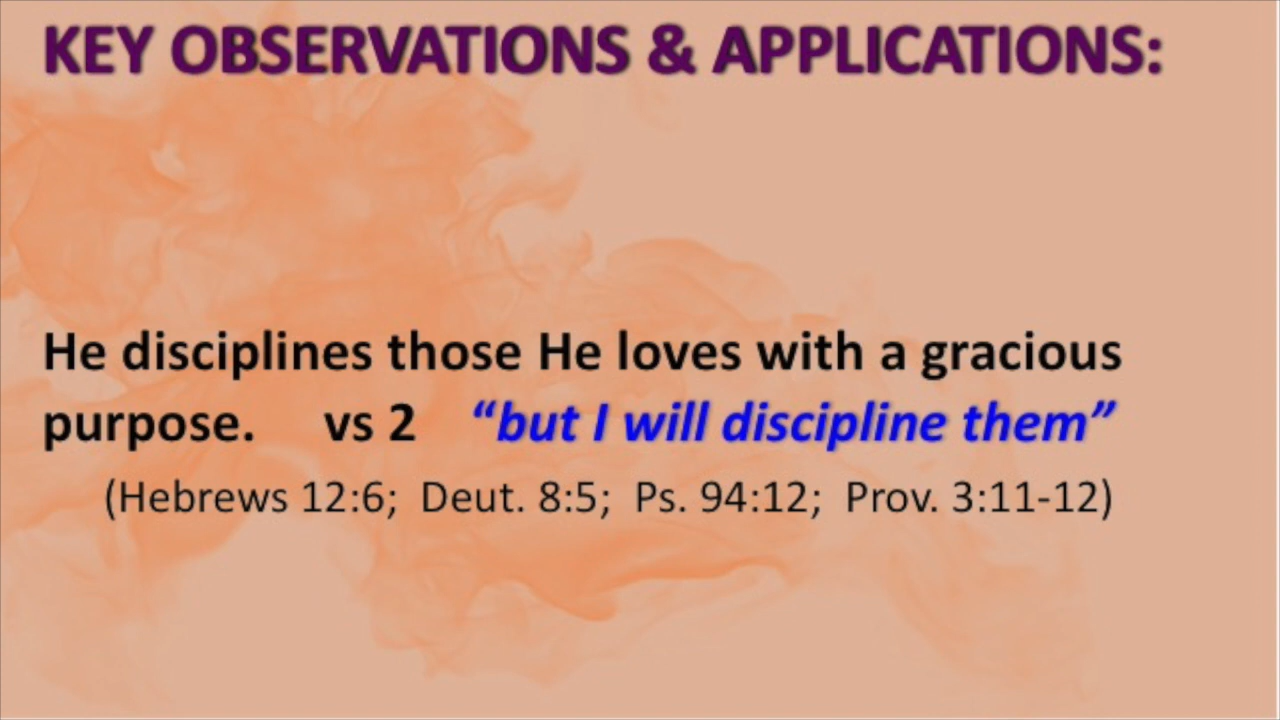 KEY OBSERVATIONS & APPLICATIONS:
He disciplines those He loves with a gracious
purpose. vs 2 “but I will discipline them”
(Hebrews 12:6; Deut. 8:5; Ps. 94:12; Prov. 3:11-12)